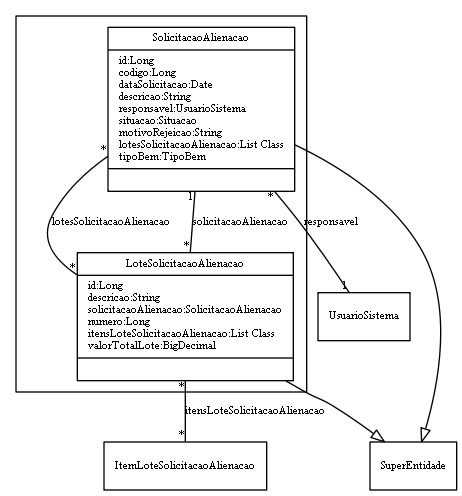 SolicitacaoAlienacao
id:Long
codigo:Long
dataSolicitacao:Date
descricao:String
responsavel:UsuarioSistema
situacao:Situacao
motivoRejeicao:String
lotesSolicitacaoAlienacao:List Class
tipoBem:TipoBem
*
1
*
lotesSolicitacaoAlienacao
solicitacaoAlienacao
responsavel
*
*
1
LoteSolicitacaoAlienacao
id:Long
descricao:String
solicitacaoAlienacao:SolicitacaoAlienacao
numero:Long
itensLoteSolicitacaoAlienacao:List Class
valorTotalLote:BigDecimal
UsuarioSistema
*
itensLoteSolicitacaoAlienacao
*
ItemLoteSolicitacaoAlienacao
SuperEntidade